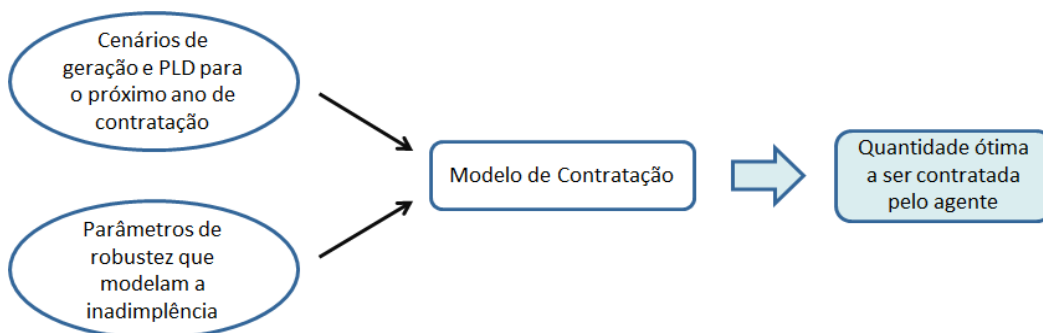 Cenários de
geração e PLD para
o próximo ano de
contratação
Modelo de Contratação
Quantidade ótima
a ser contratada
pelo agente
Parâmetros de
robustez que
modelam a
inadimplência